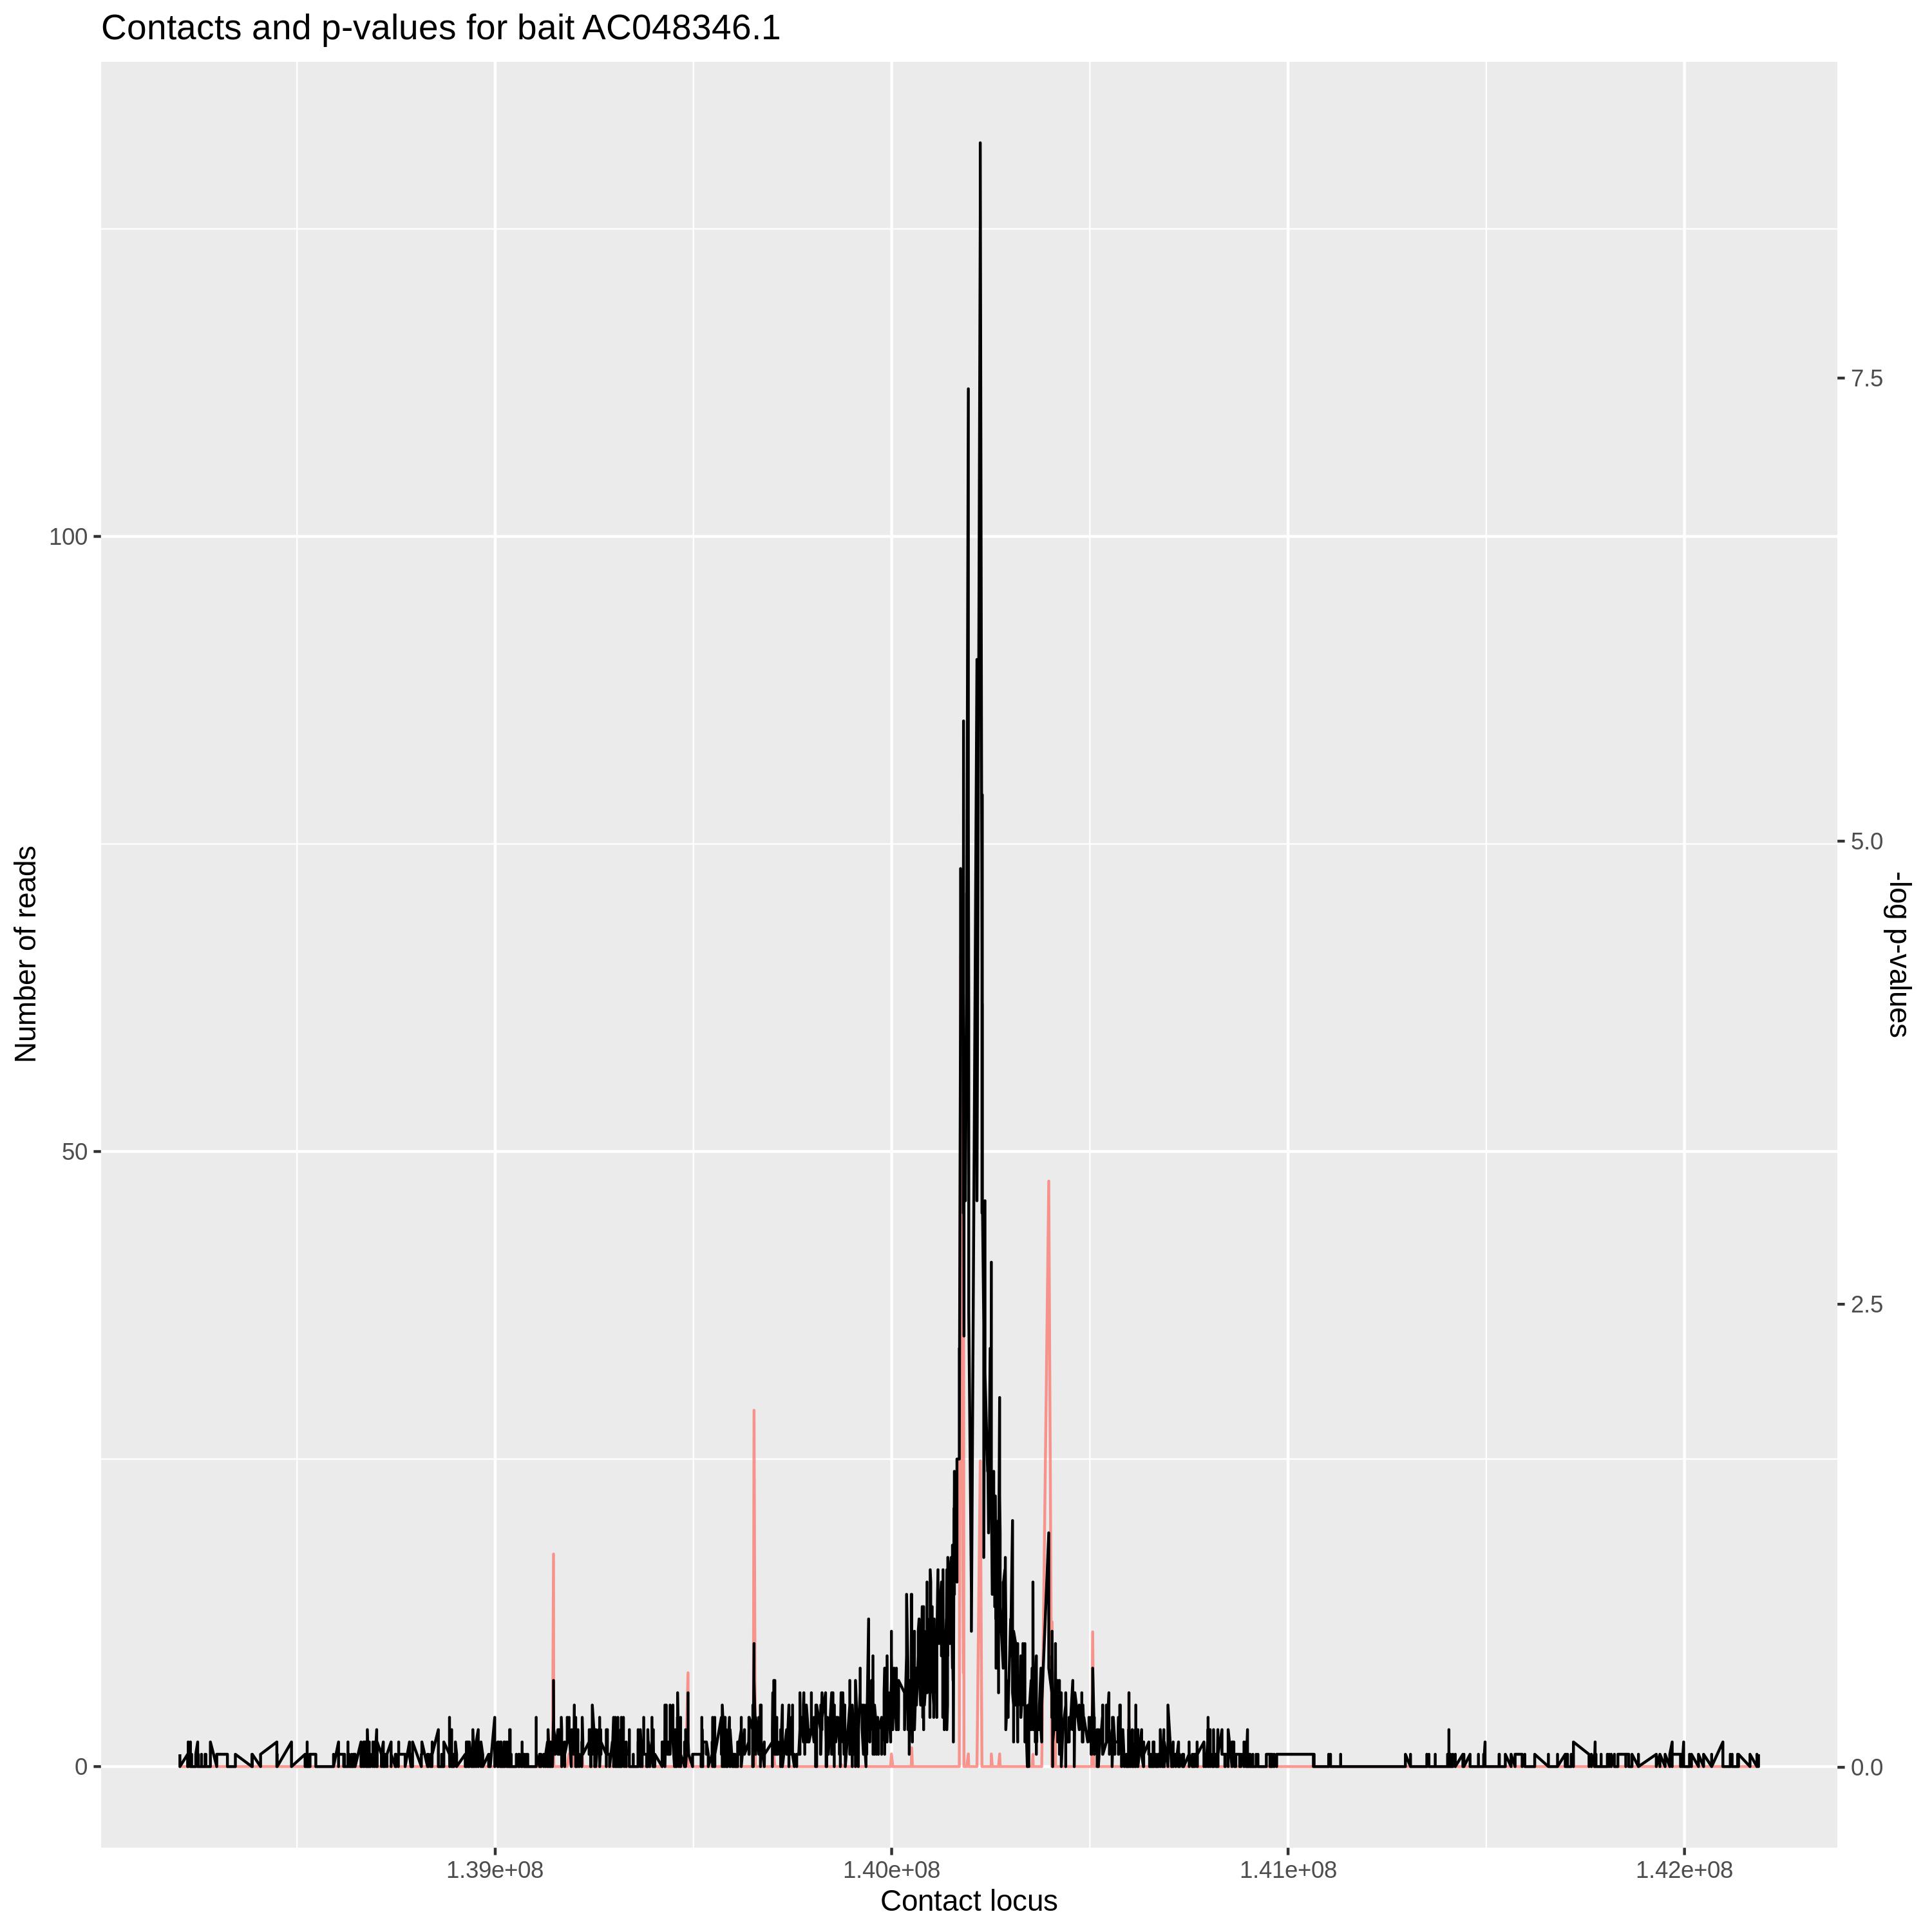 Contacts and p-values for bait AC048346.1
100
50
0
Number of reads
7.5
5.0
2.5
0.0
-log p-values
1.39e+08
1.40e+08
1.41e+08
1.42e+08
Contact locus